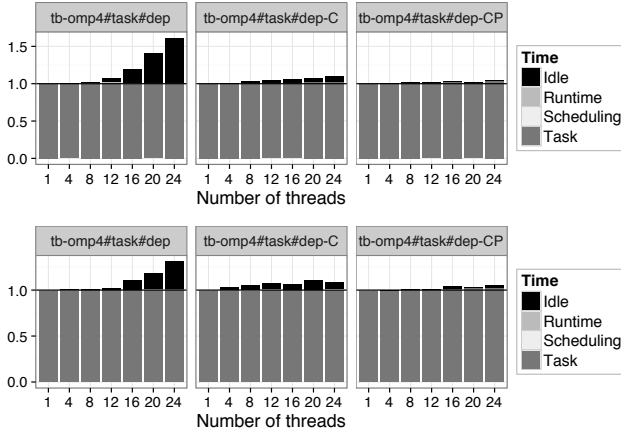 tb-omp4#task#dep tb-omp4#task#dep-C tb-omp4#task#dep-CP
1.5
1.0
0.5
0.0
1 4 8 12 16 20 24 1 4 8 12 16 20 24 1 4 8 12 16 20 24
Number of threads
Time
Idle
Runtime
Scheduling
Task
tb-omp4#task#dep tb-omp4#task#dep-C tb-omp4#task#dep-CP
1.0
0.5
0.0
1 4 8 12 16 20 24 1 4 8 12 16 20 24 1 4 8 12 16 20 24
Number of threads
Time
Idle
Runtime
Scheduling
Task